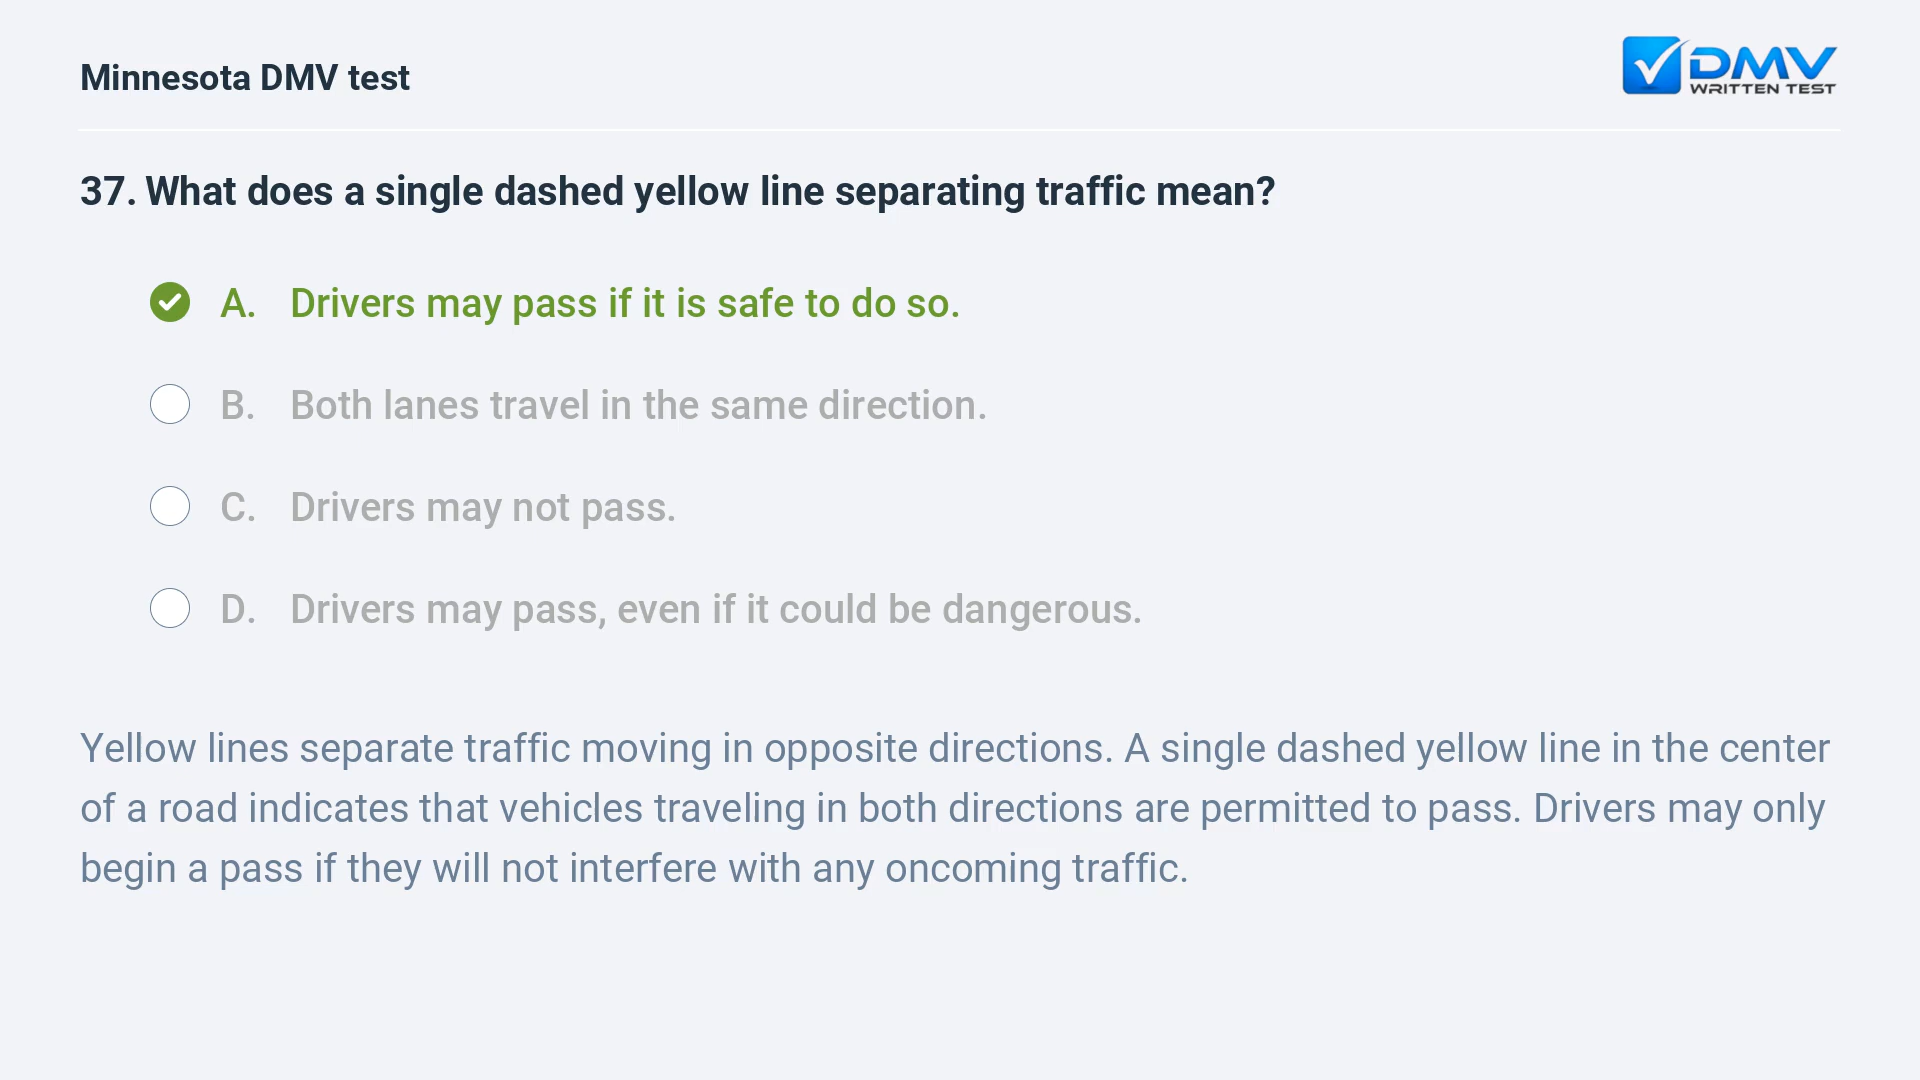 Minnesota DMV test
DMV
WRITTEN TEST
37. What does a single dashed yellow line separating traffic mean?
A. Drivers may pass if it is safe to do so.
B. Both lanes travel in the same direction.
C. Drivers may not pass.
D. Drivers may pass, even if it could be dangerous.
Yellow lines separate traffic moving in opposite directions. A single dashed yellow line in the center
of a road indicates that vehicles traveling in both directions are permitted to pass. Drivers may only
begin a pass if they will not interfere with any oncoming traffic.